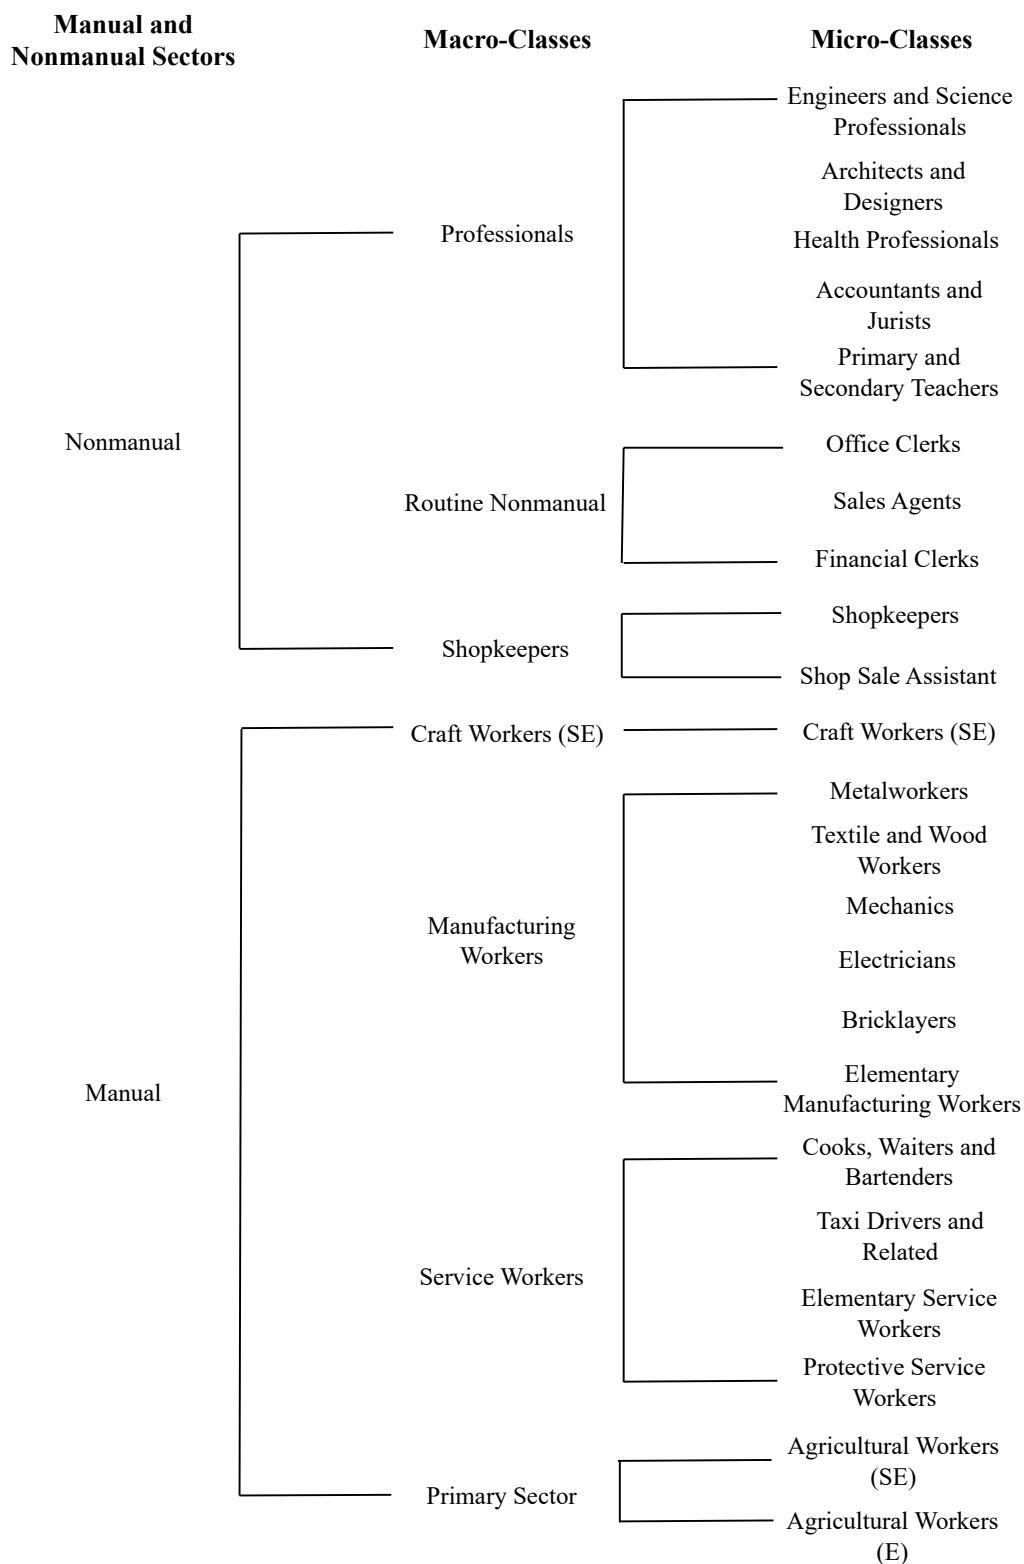 Manual and
Nonmanual Sectors
Macro-Classes
Micro-Classes
Engineers and Science
Professionals
Architects and
Designers
Professionals
Health Professionals
Accountants and
Jurists
Primary and
Secondary Teachers
Nonmanual
Office Clerks
Routine Nonmanual
Sales Agents
Financial Clerks
Shopkeepers
Shopkeepers
Shop Sale Assistant
Craft Workers (SE)
Craft Workers (SE)
Metalworkers
Textile and Wood
Workers
Mechanics
Manufacturing
Workers
Electricians
Bricklayers
Elementary
Manufacturing Workers
Manual
Cooks, Waiters and
Bartenders
Taxi Drivers and
Related
Service Workers
Elementary Service
Workers
Protective Service
Workers
Agricultural Workers
(SE)
Primary Sector
Agricultural Workers
(E)